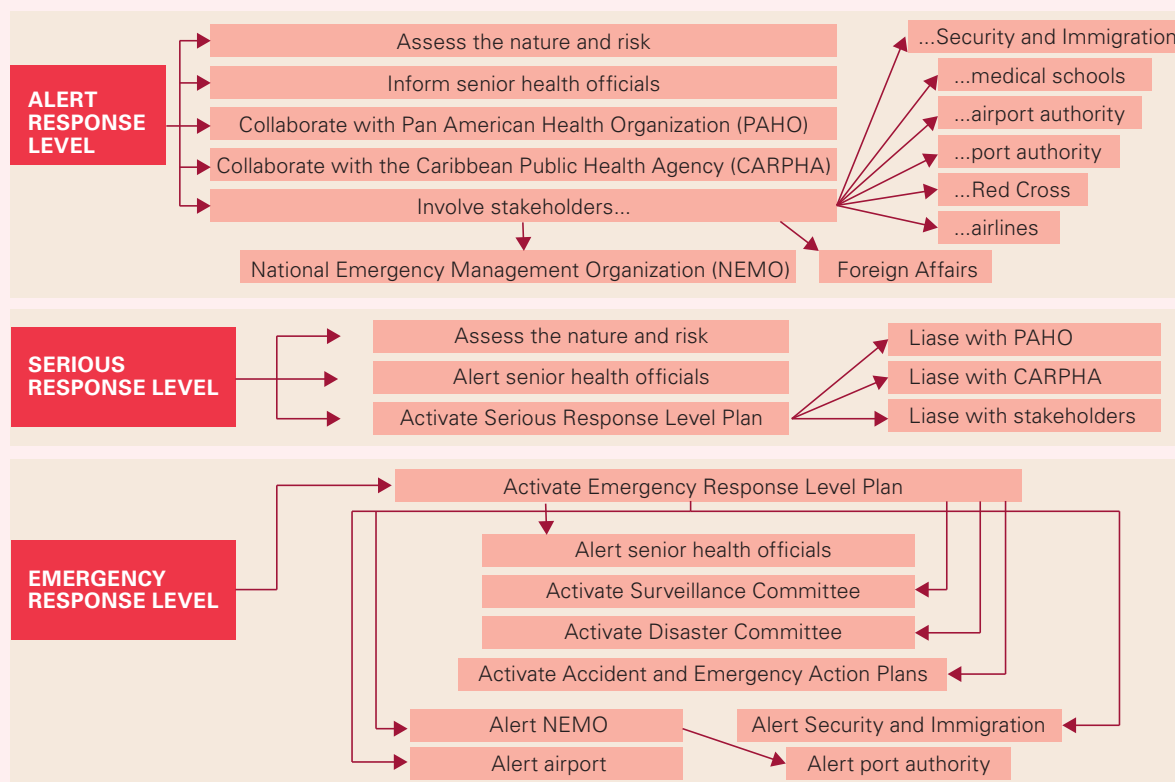 ALERT
RESPONSE
LEVEL
Assess the nature and risk
Inform senior health officials
Collaborate with Pan American Health Organization (PAHO)
Collaborate with the Caribbean Public Health Agency (CARPHA)
Involve stakeholders...
...Security and Immigration
...medical schools
...airport authority
...port authority
...Red Cross
...airlines
National Emergency Management Organization (NEMO)
Foreign Affairs
SERIOUS
RESPONSE LEVEL
Assess the nature and risk
Alert senior health officials
Activate Serious Response Level Plan
Liase with PAHO
Liase with CARPHA
Liase with stakeholders
EMERGENCY
RESPONSE LEVEL
Activate Emergency Response Level Plan
Alert senior health officials
Activate Surveillance Committee
Activate Disaster Committee
Activate Accident and Emergency Action Plans
Alert NEMO
Alert Security and Immigration
Alert airport
Alert port authority